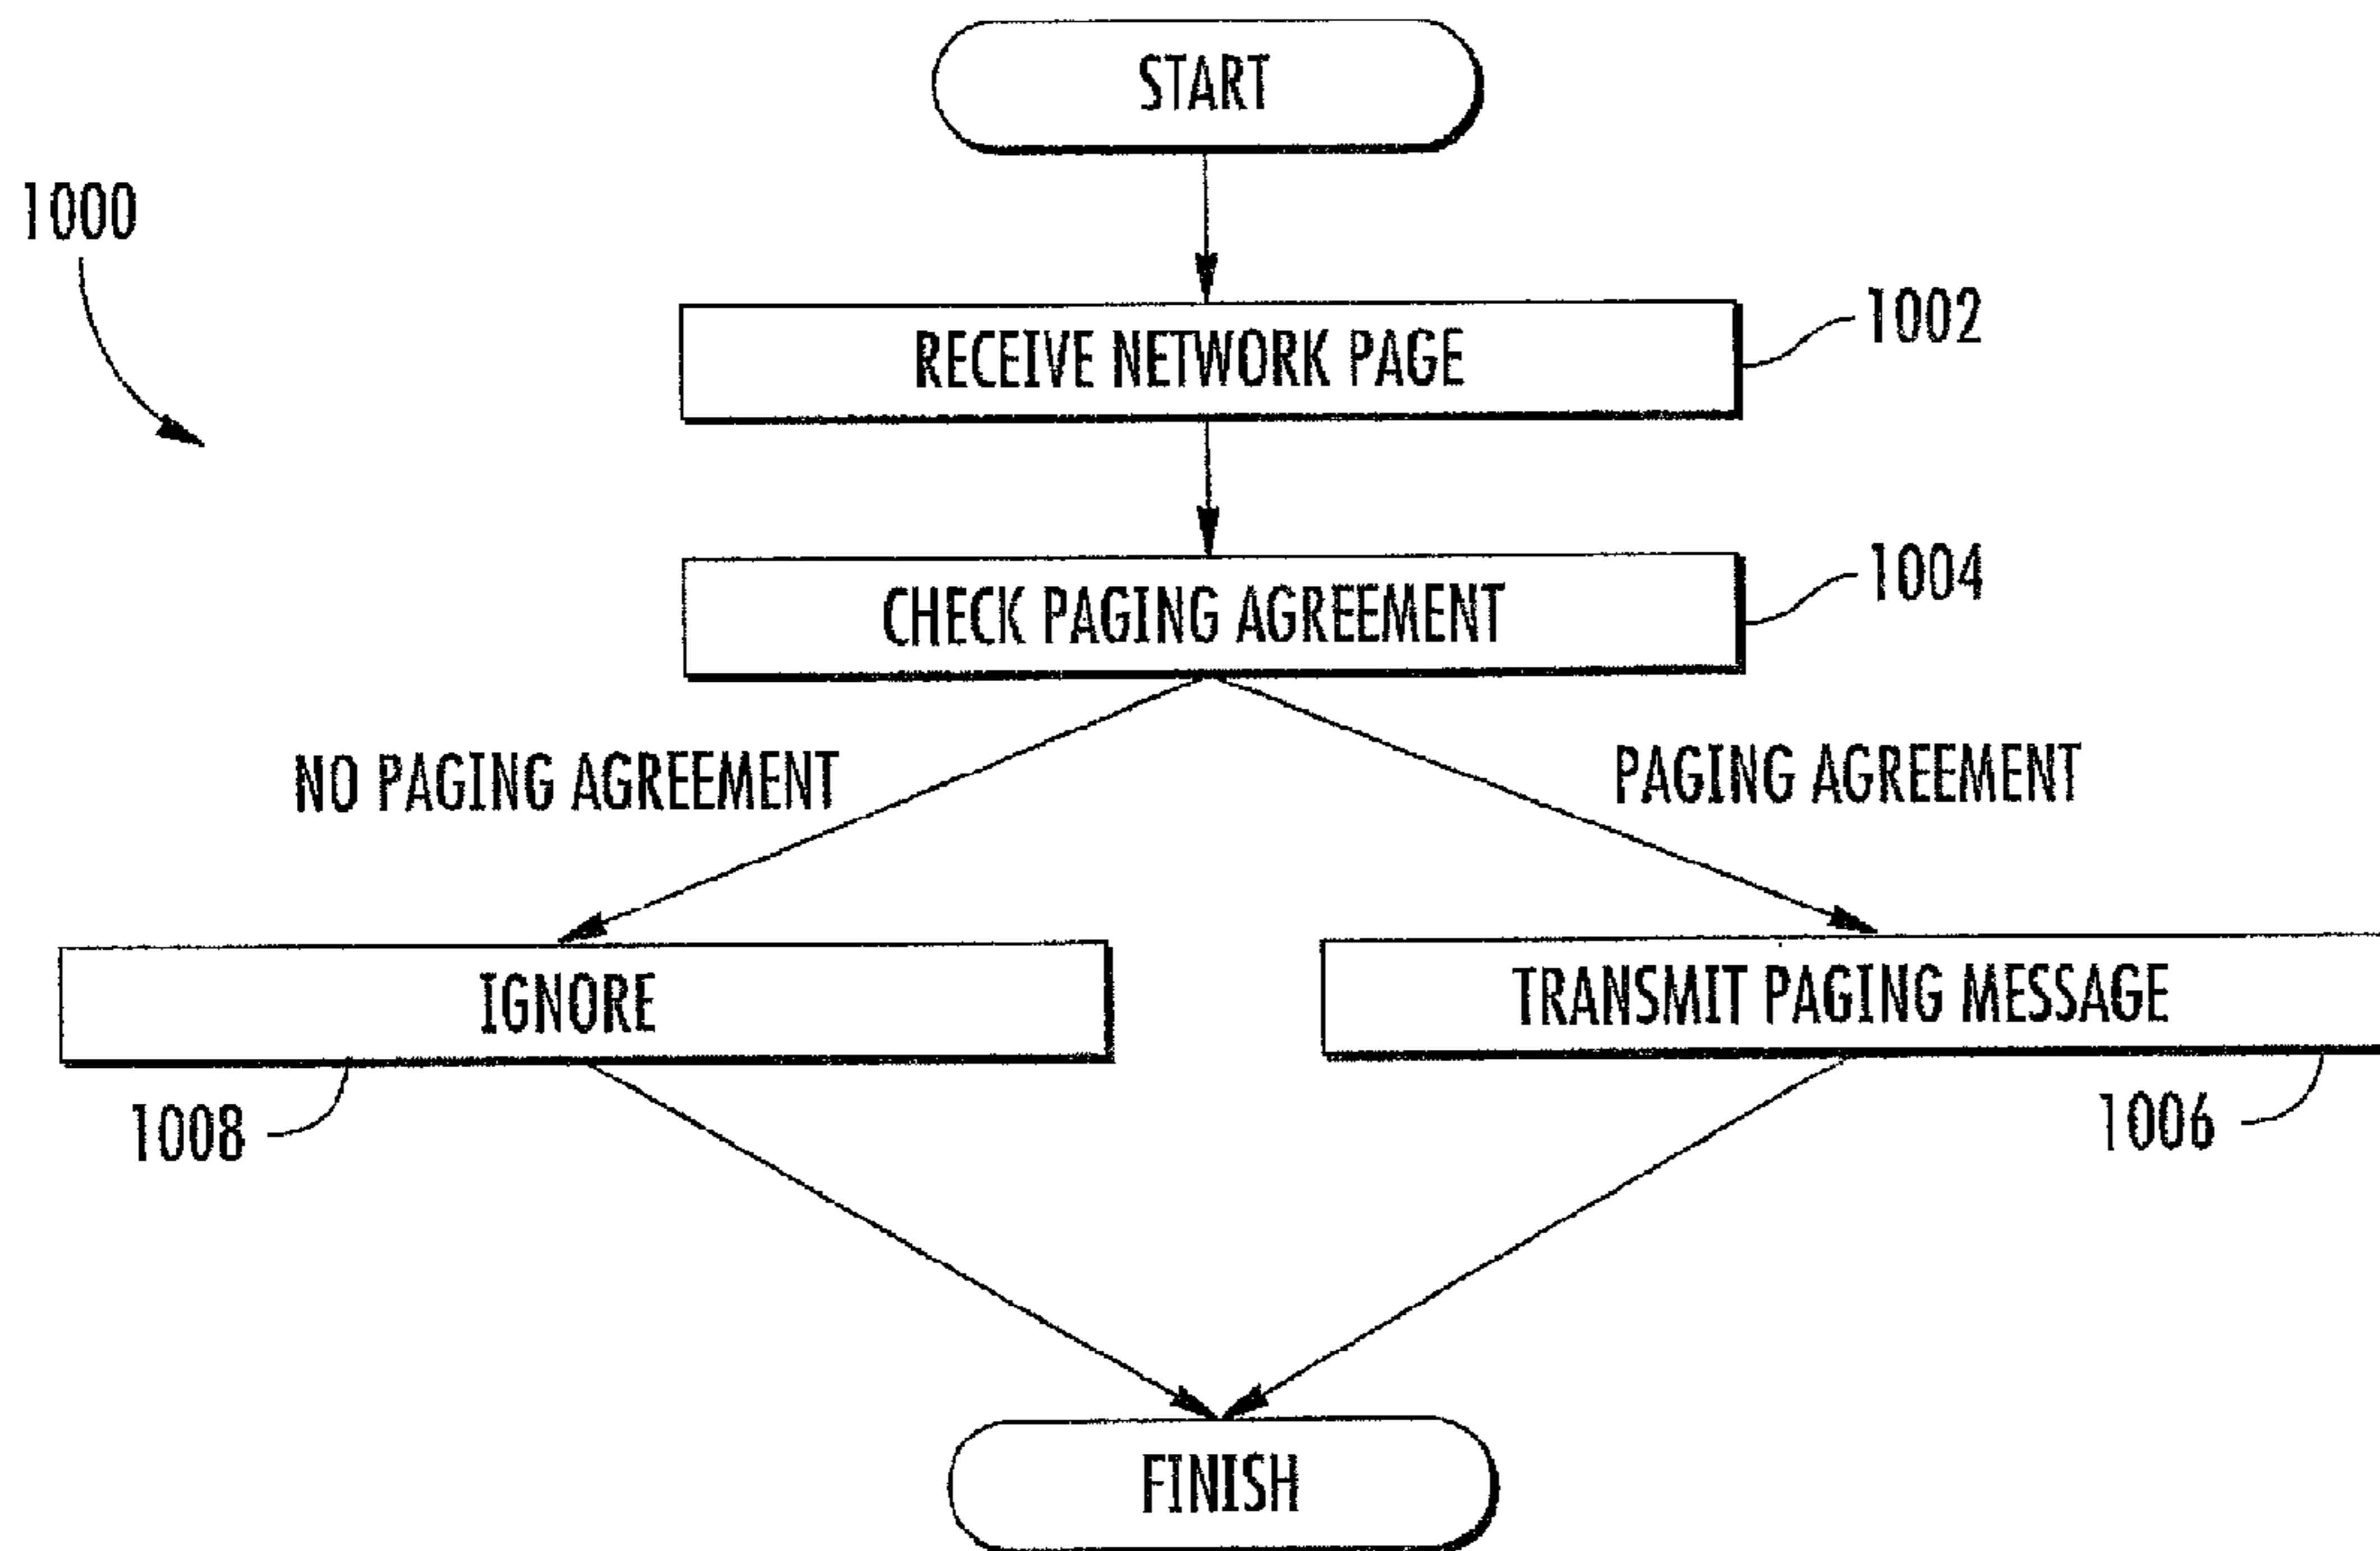 START
1000
RECEIVE NETWORK PAGE
1002
CHECK PAGING AGREEMENT
1004
NO PAGING AGREEMENT
PAGING AGREEMENT
IGNORE
TRANSMIT PAGING MESSAGE
1008
1006
FINISH